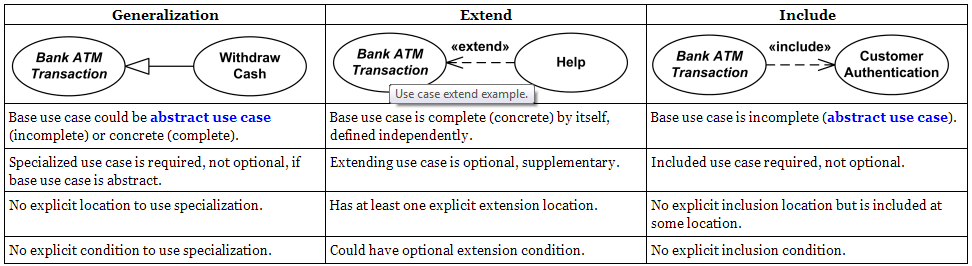 Generalization
Extend
Include
Bank ATM
Transaction
Withdraw
Cash
Bank ATM
Transaction
«extend»
Help
Use case extend example.
Bank ATM
Transaction
«include»
Customer
Authentication
Base use case could be abstract use case
(incomplete) or concrete (complete).
Base use case is complete (concrete) by itself,
defined independently.
Base use case is incomplete (abstract use case).
Specialized use case is required, not optional, if
base use case is abstract.
Extending use case is optional, supplementary.
Included use case required, not optional.
No explicit location to use specialization.
Has at least one explicit extension location.
No explicit inclusion location but is included at
some location.
No explicit condition to use specialization.
Could have optional extension condition.
No explicit inclusion condition.